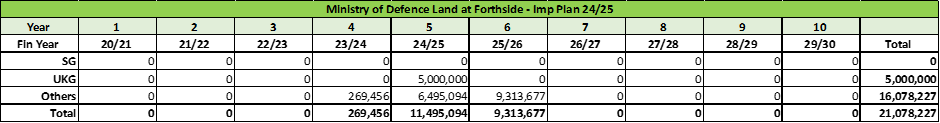 Ministry of Defence Land at Forthside - Imp Plan 24/25
Year 1 2 3 4 5 6 7 8 9 10
Fin Year 20/21 21/22 22/23 23/24 24/25 25/26 26/27 27/28 28/29 29/30 Total
SG 0 0 0 0 0 0 0 0 0 0 0
UKG 0 0 0 0 5,000,000 0 0 0 0 0 5,000,000
Others 0 0 0 269,456 6,495,094 9,313,677 0 0 0 0 16,078,227
Total 0 0 0 269,456 11,495,094 9,313,677 0 0 0 0 21,078,227